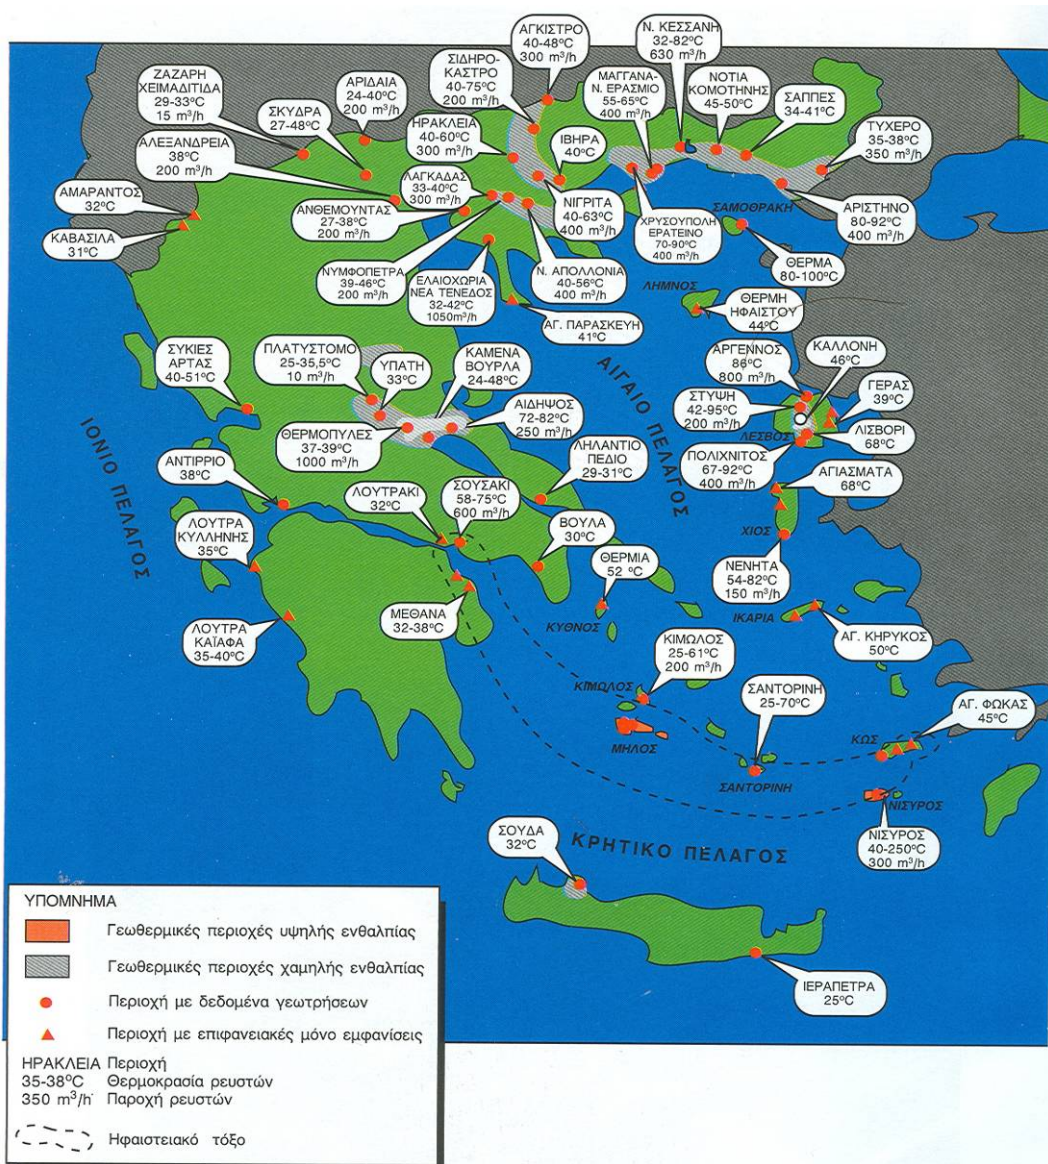 ΑΓΚΙΣΤΡΟ
40-48°C
300 m³/h
ΣΙΔΗΡΟ-
ΚΑΣΤΡΟ
40-75°C
200 m³/h
Ν. ΚΕΣΣΑΝΗ
32-82°C
630 m³/h
ΖΑΖΑΡΗ
ΧΕΙΜΑΔΙΤΙΔΑ
29-33°C
15 m³/h
ΑΡΙΔΑΙΑ
24-40°C
200 m³/h
ΜΑΓΓΑΝΑ-
Ν. ΕΡΑΣΜΙΟ
55-65°C
400 m³/h
ΝΟΤΙΑ
ΚΟΜΟΤΗΝΗΣ
45-50°C
ΣΑΠΠΕΣ
34-41°C
ΣΚΥΔΡΑ
27-48°C
ΗΡΑΚΛΕΙΑ
40-60°C
300 m³/h
ΙΒΗΡΑ
40°C
ΤΥΧΕΡΟ
35-38°C
350 m³/h
ΑΛΕΞΑΝΔΡΕΙΑ
38°C
200 m³/h
ΛΑΓΚΑΔΑΣ
33-40°C
300 m³/h
ΑΜΑΡΑΝΤΟΣ
32°C
ΚΑΒΑΣΙΛΑ
31°C
ΑΝΘΕΜΟΥΝΤΑΣ
27-38°C
200 m³/h
ΝΙΓΡΙΤΑ
40-63°C
400 m³/h
ΧΡΥΣΟΥΠΟΛΗ
ΕΡΑΤΕΙΝΟ
70-90°C
400 m³/h
ΣΑΜΟΘΡΑΚΗ
ΑΡΙΣΤΗΝΟ
80-92°C
400 m³/h
ΘΕΡΜΑ
80-100°C
ΝΥΜΦΟΠΕΤΡΑ
39-46°C
200 m³/h
ΕΛΑΙΟΧΩΡΙΑ
ΝΕΑ ΤΕΝΕΔΟΣ
32-42°C
1050m³/h
Ν. ΑΠΟΛΛΟΝΙΑ
40-56°C
400 m³/h
ΑΓ. ΠΑΡΑΣΚΕΥΗ
41°C
ΛΗΜΝΟΣ
ΘΕΡΜΗ
ΗΦΑΙΣΤΟΥ
44°C
ΣΥΚΙΕΣ
ΑΡΤΑΣ
40-51°C
ΠΛΑΤΥΣΤΟΜΟ
25-35,5°C
10 m³/h
ΥΠΑΤΗ
33°C
ΚΑΜΕΝΑ
ΒΟΥΡΛΑ
24-48°C
ΑΙΔΗΨΟΣ
72-82°C
250 m³/h
ΘΕΡΜΟΠΥΛΕΣ
37-39°C
1000 m³/h
ΑΙΓΑΙΟ ΠΕΛΑΓΟΣ
ΑΡΓΕΝΝΟΣ
86°C
800 m³/h
ΚΑΛΛΟΝΗ
46°C
ΓΕΡΑΣ
39°C
ΣΤΥΨΗ
42-95°C
200 m³/h
ΛΕΣΒΟΣ
ΛΙΣΒΟΡΙ
68°C
ΠΟΛΙΧΝΙΤΟΣ
67-92°C
400 m³/h
ΑΓΙΑΣΜΑΤΑ
68°C
ΙΟΝΙΟ ΠΕΛΑΓΟΣ
ΑΝΤΙΡΡΙΟ
38°C
ΛΗΛΑΝΤΙΟ
ΠΕΔΙΟ
29-31°C
ΛΟΥΤΡΑΚΙ
32°C
ΣΟΥΣΑΚΙ
58-75°C
600 m³/h
ΒΟΥΛΑ
30°C
ΧΙΟΣ
ΝΕΝΗΤΑ
54-82°C
150 m³/h
ΛΟΥΤΡΑ
ΚΥΛΛΗΝΗΣ
35°C
ΘΕΡΜΙΑ
52 °C
ΚΥΘΝΟΣ
ΜΕΘΑΝΑ
32-38°C
ΛΟΥΤΡΑ
ΚΑΪΑΦΑ
35-40°C
ΙΚΑΡΙΑ
ΑΓ. ΚΗΡΥΚΟΣ
50°C
ΚΙΜΩΛΟΣ
25-61°C
200 m³/h
ΚΙΜΩΛΟΣ
ΜΗΛΟΣ
ΣΑΝΤΟΡΙΝΗ
25-70°C
ΣΑΝΤΟΡΙΝΗ
ΑΓ. ΦΩΚΑΣ
45°C
ΚΩΣ
ΝΙΣΥΡΟΣ
ΝΙΣΥΡΟΣ
40-250°C
300 m³/h
ΚΡΗΤΙΚΟ ΠΕΛΑΓΟΣ
ΣΟΥΔΑ
32°C
ΙΕΡΑΠΕΤΡΑ
25°C
ΥΠΟΜΝΗΜΑ
Γεωθερμικές περιοχές υψηλής ενθαλπίας
Γεωθερμικές περιοχές χαμηλής ενθαλπίας
Περιοχή με δεδομένα γεωτρήσεων
Περιοχή με επιφανειακές μόνο εμφανίσεις
ΗΡΑΚΛΕΙΑ Περιοχή
35-38°C Θερμοκρασία ρευστών
350 m³/h Παροχή ρευστών
Ηφαιστειακό τόξο